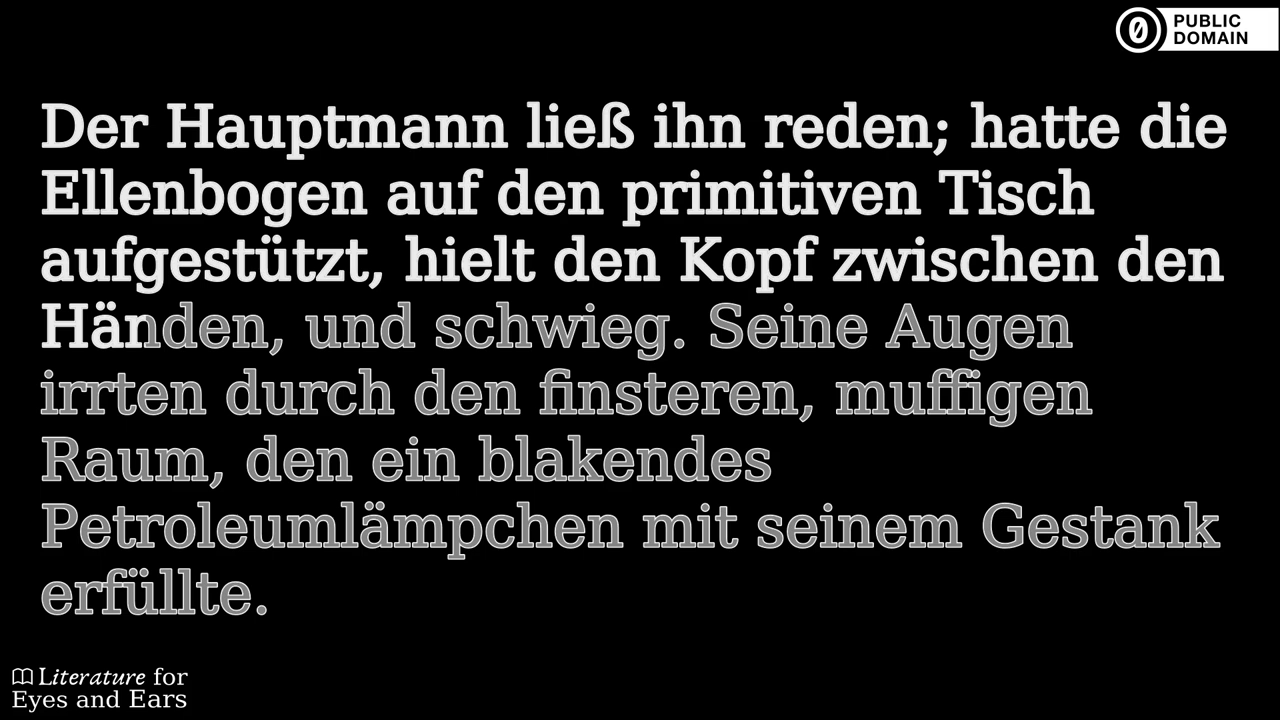 PUBLIC
DOMAIN
Der Hauptmann ließ ihn reden; hatte die
Ellenbogen auf den primitiven Tisch
aufgestützt, hielt den Kopf zwischen den
Händen, und schwieg. Seine Augen
irrten durch den finsteren, muffigen
Raum, den ein blakendes
Petroleumlämpchen mit seinem Gestank
erfüllte.
Literature for
Eyes and Ears